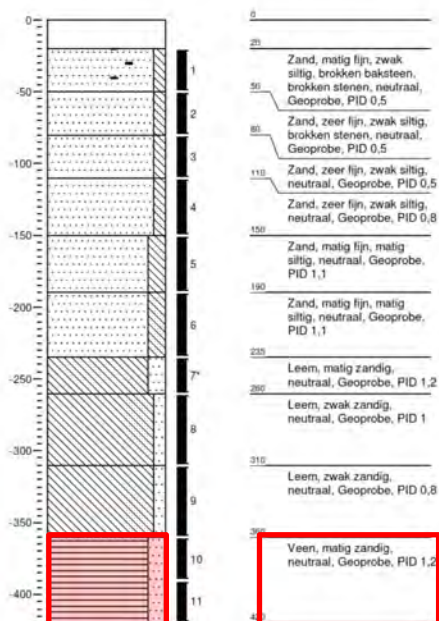 0
-50
-100
-150
-200
-250
-300
-350
-400
1
2
3
4
5
6
7*
8
9
10
11
0
20
Zand, matig fijn, zwak
siltig, brokken baksteen,
brokken stenen, neutraal,
Geoprobe, PID 0,5
50
Zand, zeer fijn, zwak siltig,
brokken stenen, neutraal,
Geoprobe, PID 0,5
80
110
Zand, zeer fijn, zwak siltig,
neutraal, Geoprobe, PID 0,5
Zand, zeer fijn, zwak siltig,
neutraal, Geoprobe, PID 0,8
150
Zand, matig fijn, matig
siltig, neutraal, Geoprobe,
PID 1,1
190
Zand, matig fijn, matig
siltig, neutraal, Geoprobe,
PID 1,1
235
Leem, matig zandig,
neutraal, Geoprobe, PID 1,2
260
Leem, zwak zandig,
neutraal, Geoprobe, PID 1
310
Leem, zwak zandig,
neutraal, Geoprobe, PID 0,8
360
Veen, matig zandig,
neutraal, Geoprobe, PID 1,2